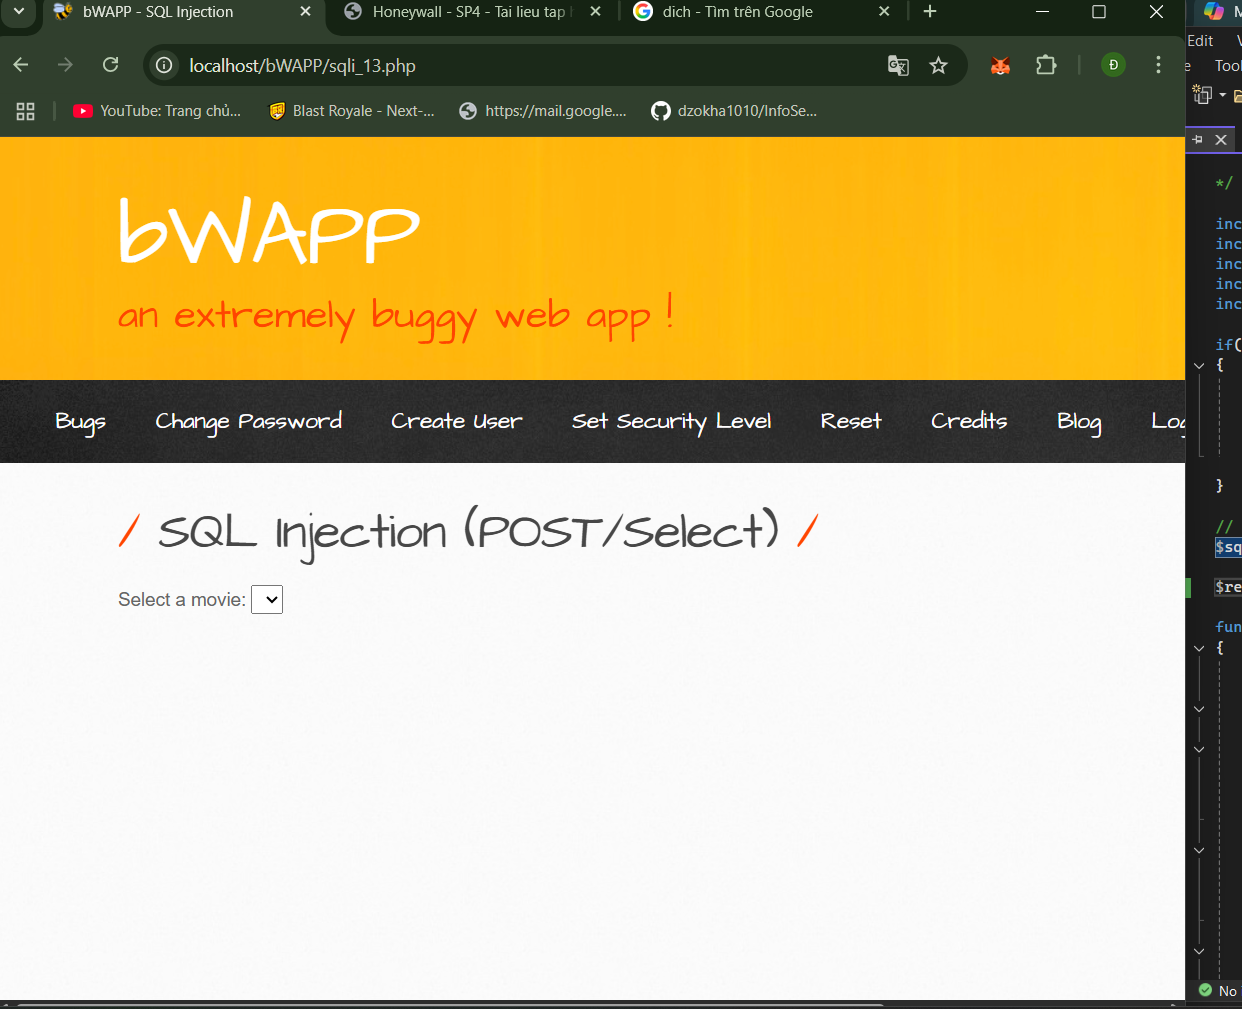 bWAPP - SQL Injection
Honeywall - SP4 - Tai lieu tap
dich - Tìm trên Google
localhost/bWAPP/sqli_13.php
Đ
YouTube: Trang chủ...
Blast Royale - Next-...
https://mail.google....
dzokha1010/InfoSe...
bWAPP
an extremely buggy web app !
Bugs
Change Password
Create User
Set Security Level
Reset
Credits
Blog
Log
/ SQL Injection (POST/Select) /
Select a movie:
Edit
e Tool
*/
inc
inc
inc
inc
inc
if(
{
}
//
$sq
$re
fun
{
No